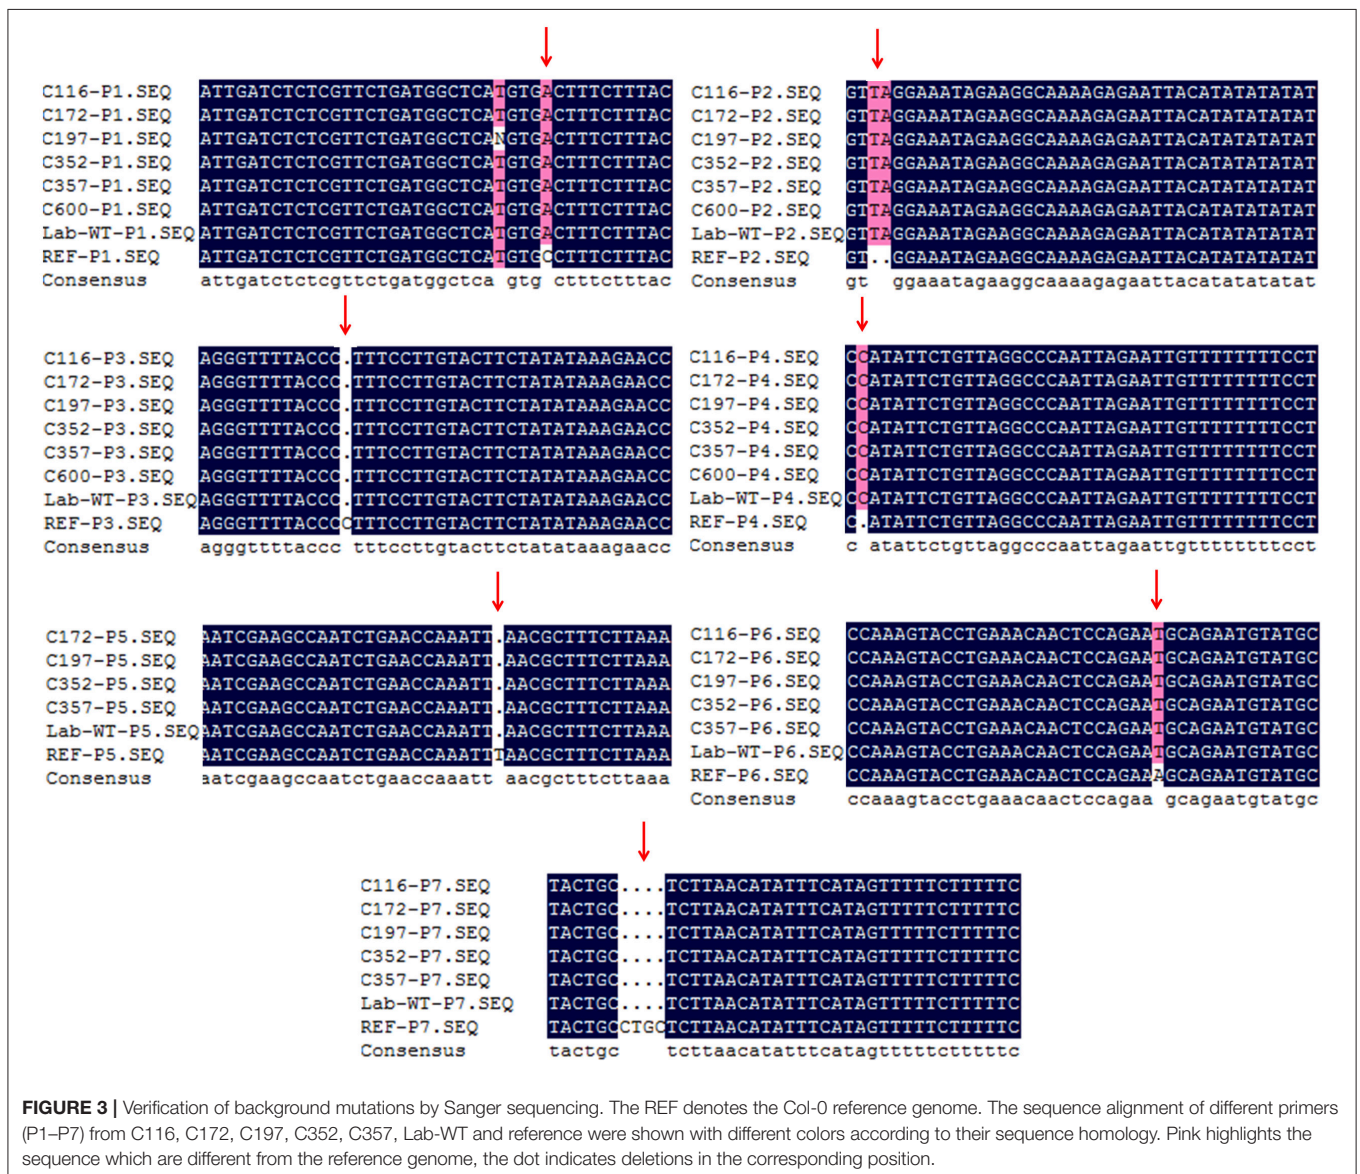 C116-P1.SEQ ATTGATCTCTCGTTCTGATGGCTCATGTGACTTTCTTTAC
C172-P1.SEQ ATTGATCTCTCGTTCTGATGGCTCATGTGACTTTCTTTAC
C197-P1.SEQ ATTGATCTCTCGTTCTGATGGCTCANGTGACTTTCTTTAC
C352-P1.SEQ ATTGATCTCTCGTTCTGATGGCTCATGTGACTTTCTTTAC
C357-P1.SEQ ATTGATCTCTCGTTCTGATGGCTCATGTGACTTTCTTTAC
C600-P1.SEQ ATTGATCTCTCGTTCTGATGGCTCATGTGACTTTCTTTAC
Lab-WT-P1.SEQ ATTGATCTCTCGTTCTGATGGCTCATGTGACTTTCTTTAC
REF-P1.SEQ ATTGATCTCTCGTTCTGATGGCTCATGTGCCTTTCTTTAC
Consensus attgatctctcgttctgatggctca gtg ctttctttac
C116-P2.SEQ GTTAGGAAATAGAAGGCAAAAGAGAATTACATATATATAT
C172-P2.SEQ GTTAGGAAATAGAAGGCAAAAGAGAATTACATATATATAT
C197-P2.SEQ GTTAGGAAATAGAAGGCAAAAGAGAATTACATATATATAT
C352-P2.SEQ GTTAGGAAATAGAAGGCAAAAGAGAATTACATATATATAT
C357-P2.SEQ GTTAGGAAATAGAAGGCAAAAGAGAATTACATATATATAT
C600-P2.SEQ GTTAGGAAATAGAAGGCAAAAGAGAATTACATATATATAT
Lab-WT-P2.SEQ GTTAGGAAATAGAAGGCAAAAGAGAATTACATATATATAT
REF-P2.SEQ GT..GGAAATAGAAGGCAAAAGAGAATTACATATATATAT
Consensus gt ggaaatagaaggcaaaagagaattacatatatatat
C116-P3.SEQ AGGGTTTTACCC.TTTCCTTGTACTTCTATATAAAGAACC
C172-P3.SEQ AGGGTTTTACCC.TTTCCTTGTACTTCTATATAAAGAACC
C197-P3.SEQ AGGGTTTTACCC.TTTCCTTGTACTTCTATATAAAGAACC
C352-P3.SEQ AGGGTTTTACCC.TTTCCTTGTACTTCTATATAAAGAACC
C357-P3.SEQ AGGGTTTTACCC.TTTCCTTGTACTTCTATATAAAGAACC
C600-P3.SEQ AGGGTTTTACCC.TTTCCTTGTACTTCTATATAAAGAACC
Lab-WT-P3.SEQ AGGGTTTTACCC.TTTCCTTGTACTTCTATATAAAGAACC
REF-P3.SEQ AGGGTTTTACCCCTTTCCTTGTACTTCTATATAAAGAACC
Consensus agggttttaccc tttccttgtacttctatataaagaacc
C116-P4.SEQ CCATATTCTGTTAGGCCCAATTAGAATTGTTTTTTTTCCT
C172-P4.SEQ CCATATTCTGTTAGGCCCAATTAGAATTGTTTTTTTTCCT
C197-P4.SEQ CCATATTCTGTTAGGCCCAATTAGAATTGTTTTTTTTCCT
C352-P4.SEQ CCATATTCTGTTAGGCCCAATTAGAATTGTTTTTTTTCCT
C357-P4.SEQ CCATATTCTGTTAGGCCCAATTAGAATTGTTTTTTTTCCT
C600-P4.SEQ CCATATTCTGTTAGGCCCAATTAGAATTGTTTTTTTTCCT
Lab-WT-P4.SEQ CCATATTCTGTTAGGCCCAATTAGAATTGTTTTTTTTCCT
REF-P4.SEQ C.ATATTCTGTTAGGCCCAATTAGAATTGTTTTTTTTCCT
Consensus c atattctgttaggcccaattagaattgttttttttcct
C172-P5.SEQ AATCGAAGCCAATCTGAACCAAATT.AACGCTTTCTTAAA
C197-P5.SEQ AATCGAAGCCAATCTGAACCAAATT.AACGCTTTCTTAAA
C352-P5.SEQ AATCGAAGCCAATCTGAACCAAATT.AACGCTTTCTTAAA
C357-P5.SEQ AATCGAAGCCAATCTGAACCAAATT.AACGCTTTCTTAAA
Lab-WT-P5.SEQ AATCGAAGCCAATCTGAACCAAATT.AACGCTTTCTTAAA
REF-P5.SEQ AATCGAAGCCAATCTGAACCAAATTTAACGCTTTCTTAAA
Consensus aatcgaagccaatctgaaccaaatt aacgctttcttaaa
C116-P6.SEQ CCAAAGTACCTGAAACAACTCCAGAATGCAGAATGTATGC
C172-P6.SEQ CCAAAGTACCTGAAACAACTCCAGAATGCAGAATGTATGC
C197-P6.SEQ CCAAAGTACCTGAAACAACTCCAGAATGCAGAATGTATGC
C352-P6.SEQ CCAAAGTACCTGAAACAACTCCAGAATGCAGAATGTATGC
C357-P6.SEQ CCAAAGTACCTGAAACAACTCCAGAATGCAGAATGTATGC
Lab-WT-P6.SEQ CCAAAGTACCTGAAACAACTCCAGAATGCAGAATGTATGC
REF-P6.SEQ CCAAAGTACCTGAAACAACTCCAGAAAGCAGAATGTATGC
Consensus ccaaagtacctgaaacaactccagaa gcagaatgtatgc
C116-P7.SEQ TACTGC....TCTTAACATATTTCATAGTTTTTCTTTTTC
C172-P7.SEQ TACTGC....TCTTAACATATTTCATAGTTTTTCTTTTTC
C197-P7.SEQ TACTGC....TCTTAACATATTTCATAGTTTTTCTTTTTC
C352-P7.SEQ TACTGC....TCTTAACATATTTCATAGTTTTTCTTTTTC
C357-P7.SEQ TACTGC....TCTTAACATATTTCATAGTTTTTCTTTTTC
Lab-WT-P7.SEQ TACTGC....TCTTAACATATTTCATAGTTTTTCTTTTTC
REF-P7.SEQ TACTGCCTGCTCTTAACATATTTCATAGTTTTTCTTTTTC
Consensus tactgc tcttaacatatttcatagtttttctttttc
FIGURE 3 | Verification of background mutations by Sanger sequencing. The REF denotes the Col-0 reference genome. The sequence alignment of different primers
(P1–P7) from C116, C172, C197, C352, C357, Lab-WT and reference were shown with different colors according to their sequence homology. Pink highlights the
sequence which are different from the reference genome, the dot indicates deletions in the corresponding position.